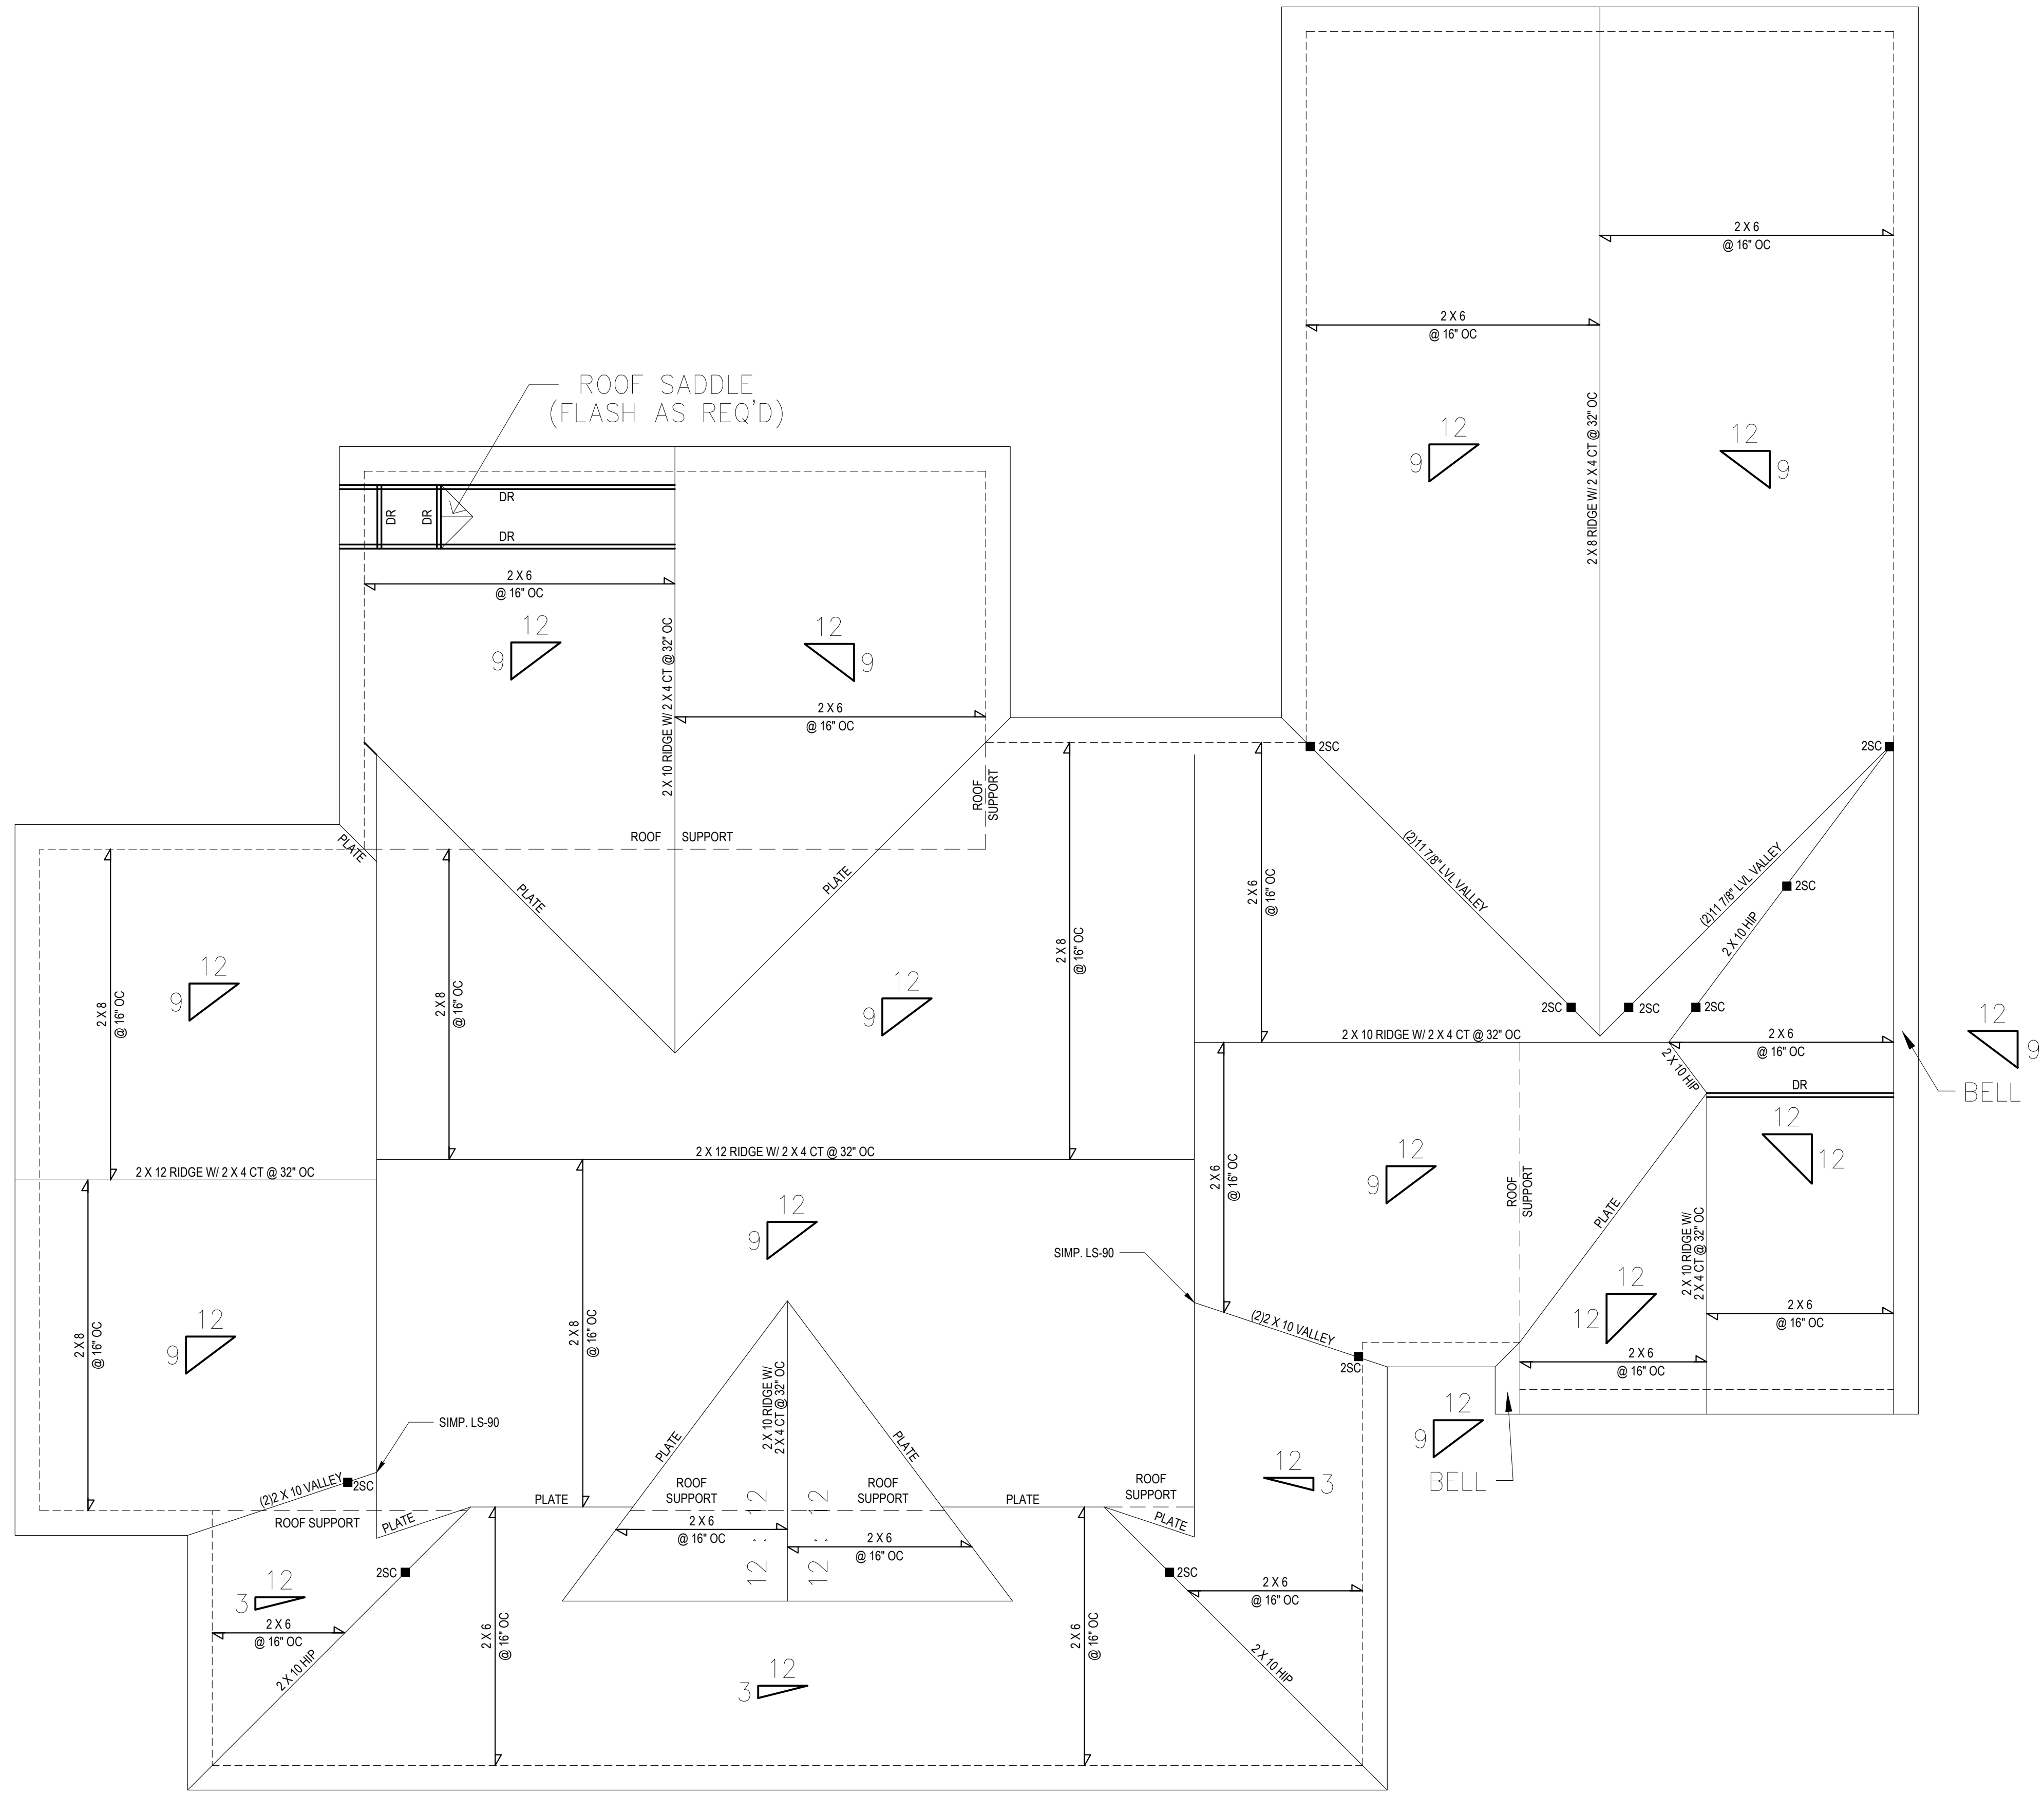 2 X 6
@ 16" OC
2 X 6
@ 16" OC
ROOF SADDLE
(FLASH AS REQ'D)
12
9
12
9
2 X 8 RIDGE W/ 2 X 4 CT @ 32" OC
DR
DR
DR
DR
2 X 6
@ 16" OC
12
9
12
9
2 X 10 RIDGE W/ 2 X 4 CT @ 32" OC
2 X 6
@ 16" OC
2SC
2SC
ROOF
SUPPORT
ROOF SUPPORT
PLATE
PLATE
PLATE
2 X 6
@ 16" OC
(2)11 7/8" LVL VALLEY
(2)11 7/8" LVL VALLEY
2SC
2 X 10 HIP
2 X 8
@ 16" OC
2 X 8
@ 16" OC
2 X 8
@ 16" OC
12
9
12
9
2SC
2SC
2SC
2 X 10 RIDGE W/ 2 X 4 CT @ 32" OC
2 X 6
@ 16" OC
2 X 10 HIP
12
9
BELL
DR
2 X 12 RIDGE W/ 2 X 4 CT @ 32" OC
2 X 12 RIDGE W/ 2 X 4 CT @ 32" OC
12
12
2 X 6
@ 16" OC
12
9
ROOF
SUPPORT
PLATE
12
9
2 X 10 RIDGE W/
2 X 4 CT @ 32" OC
SIMP. LS-90
12
12
2 X 6
@ 16" OC
2 X 8
@ 16" OC
12
9
2 X 8
@ 16" OC
(2)2 X 10 VALLEY
2SC
2 X 6
@ 16" OC
2 X 10 RIDGE W/
2 X 4 CT @ 32" OC
SIMP. LS-90
PLATE
PLATE
12
9
BELL
(2)2 X 10 VALLEY
2SC
ROOF
SUPPORT
ROOF
SUPPORT
ROOF
SUPPORT
12
3
PLATE
PLATE
ROOF SUPPORT
PLATE
PLATE
2 X 6
@ 16" OC
2 X 6
@ 16" OC
12 : 12
12 : 12
2SC
2SC
12
3
2 X 6
@ 16" OC
2 X 6
@ 16" OC
2 X 10 HIP
2 X 6
@ 16" OC
2 X 6
@ 16" OC
2 X 10 HIP
12
3